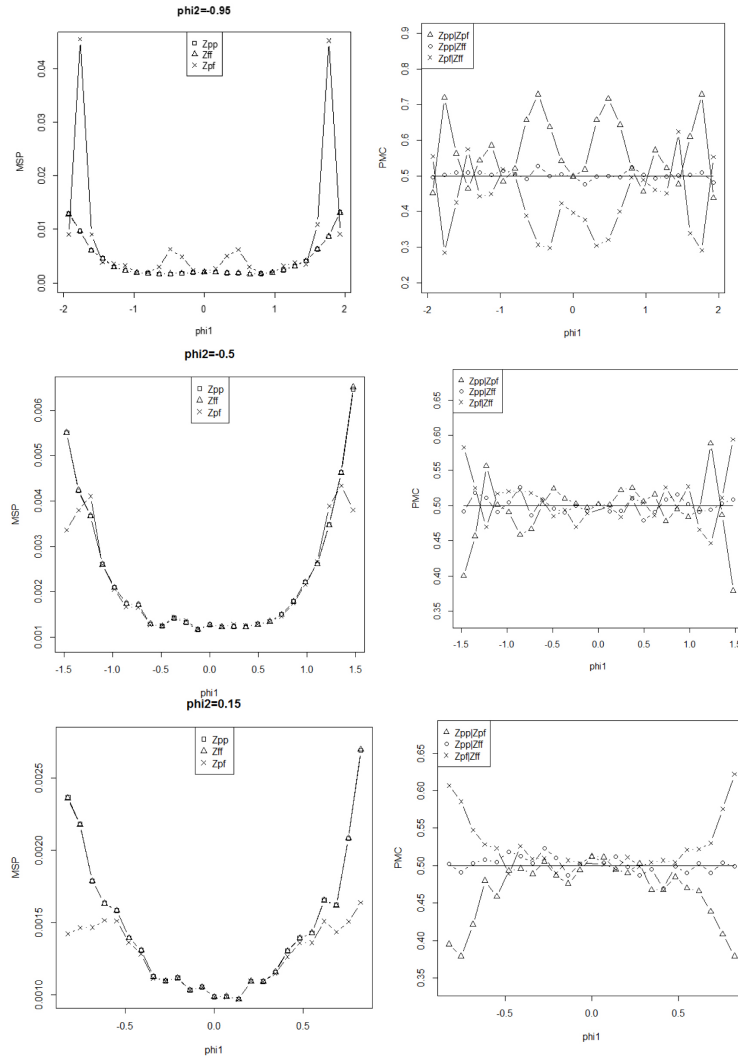 phi2=-0.95
Zpp
Zff
Zpf
MSP
0.04
0.03
0.02
0.01
0.00
-2
-1
0
1
2
phi1
Zpp|Zpf
Zpp|Zff
Zpf|Zff
PMC
0.9
0.8
0.7
0.6
0.5
0.4
0.3
0.2
-2
-1
0
1
2
phi1
phi2=-0.5
Zpp
Zff
Zpf
MSP
0.006
0.005
0.004
0.003
0.002
0.001
-1.5
-1.0
-0.5
0.0
0.5
1.0
1.5
phi1
Zpp|Zpf
Zpp|Zff
Zpf|Zff
PMC
0.65
0.60
0.55
0.50
0.45
0.40
0.35
-1.5
-1.0
-0.5
0.0
0.5
1.0
1.5
phi1
phi2=0.15
Zpp
Zff
Zpf
MSP
0.0025
0.0020
0.0015
0.0010
-0.5
0.0
0.5
phi1
Zpp|Zpf
Zpp|Zff
Zpf|Zff
PMC
0.65
0.60
0.55
0.50
0.45
0.40
0.35
-0.5
0.0
0.5
phi1